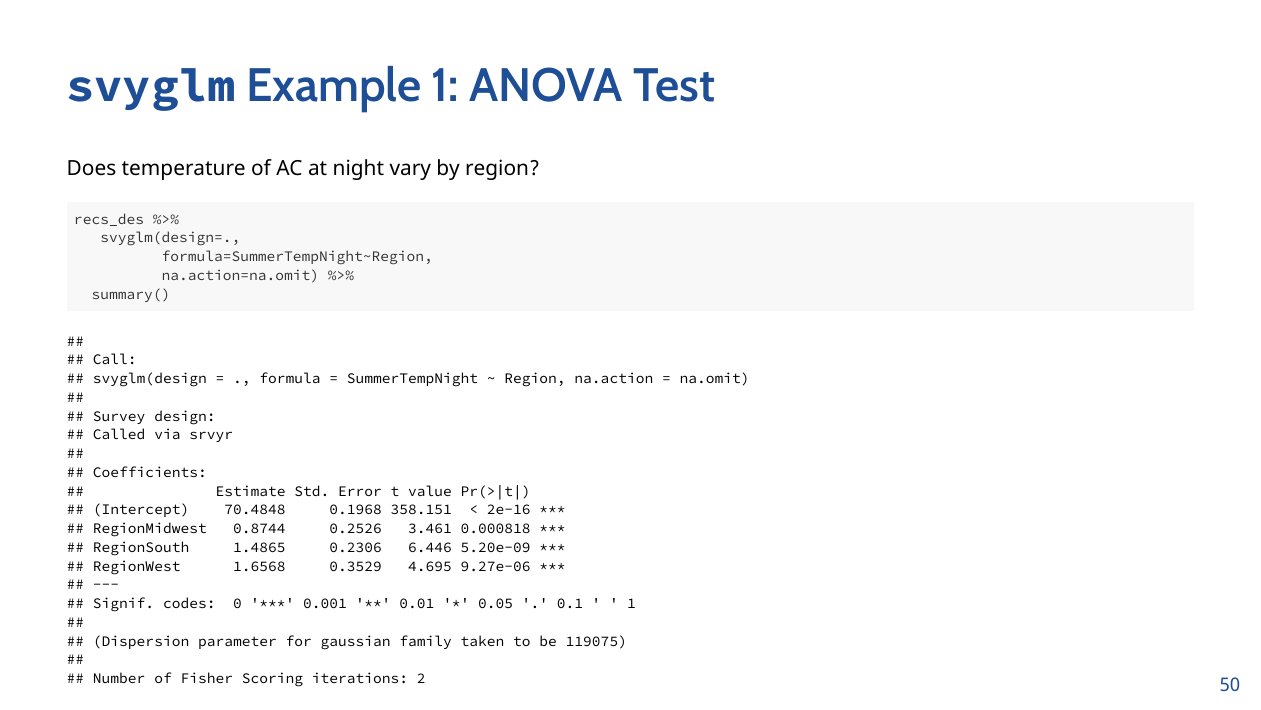 svyglm Example 1: ANOVA Test
Does temperature of AC at night vary by region?
recs_des %>%
   svyglm(design=.,
          formula=SummerTempNight~Region,
          na.action=na.omit) %>%
  summary()
##
## Call:
## svyglm(design = ., formula = SummerTempNight ~ Region, na.action = na.omit)
##
## Survey design:
## Called via srvyr
##
## Coefficients:
##               Estimate Std. Error t value Pr(>|t|)
## (Intercept)    70.4848     0.1968 358.151  < 2e-16 ***
## RegionMidwest   0.8744     0.2526   3.461 0.000818 ***
## RegionSouth     1.4865     0.2306   6.446 5.20e-09 ***
## RegionWest      1.6568     0.3529   4.695 9.27e-06 ***
## ---
## Signif. codes:  0 '***' 0.001 '**' 0.01 '*' 0.05 '.' 0.1 ' ' 1
##
## (Dispersion parameter for gaussian family taken to be 119075)
##
## Number of Fisher Scoring iterations: 2
50